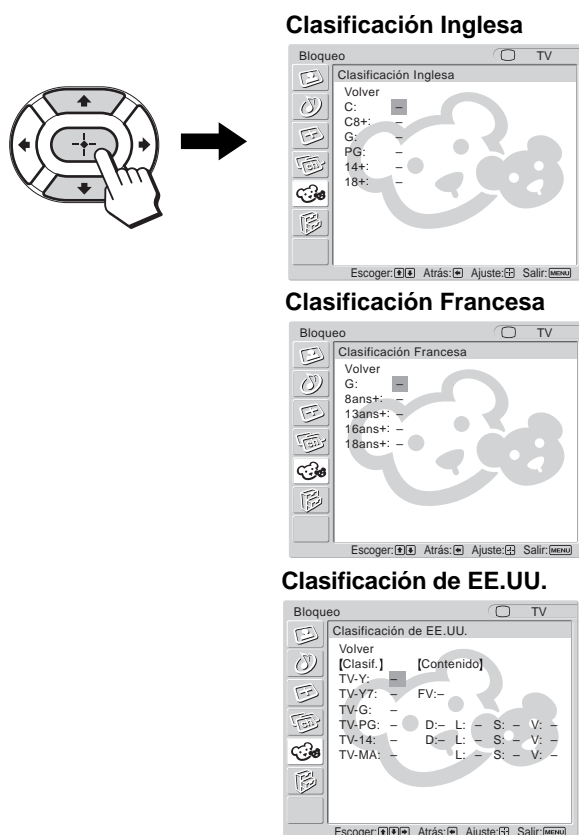 Clasificación Inglesa
Bloqueo TV
Clasificación Inglesa
Volver
C: –
C8+: –
G: –
PG: –
14+: –
18+: –
Escoger: Atrás: Ajuste: Salir: MENU
Clasificación Francesa
Bloqueo TV
Clasificación Francesa
Volver
G: –
8ans+: –
13ans+: –
16ans+: –
18ans+: –
Escoger: Atrás: Ajuste: Salir: MENU
Clasificación de EE.UU.
Bloqueo TV
Clasificación de EE.UU.
Volver
【Clasif.】 【Contenido】
TV-Y: –
TV-Y7: – FV:–
TV-G: –
TV-PG: – D:– L: – S: – V: –
TV-14: – D:– L: – S: – V: –
TV-MA: – L: – S: – V: –
Escoger: Atrás: Ajuste: Salir: MENU